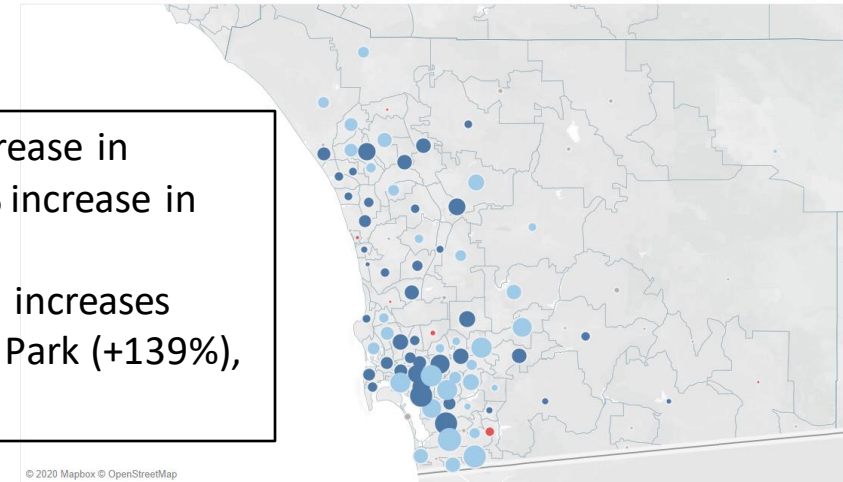 rease in
increase in
increases
Park (+139%),
© 2020 Mapbox © OpenStreetMap